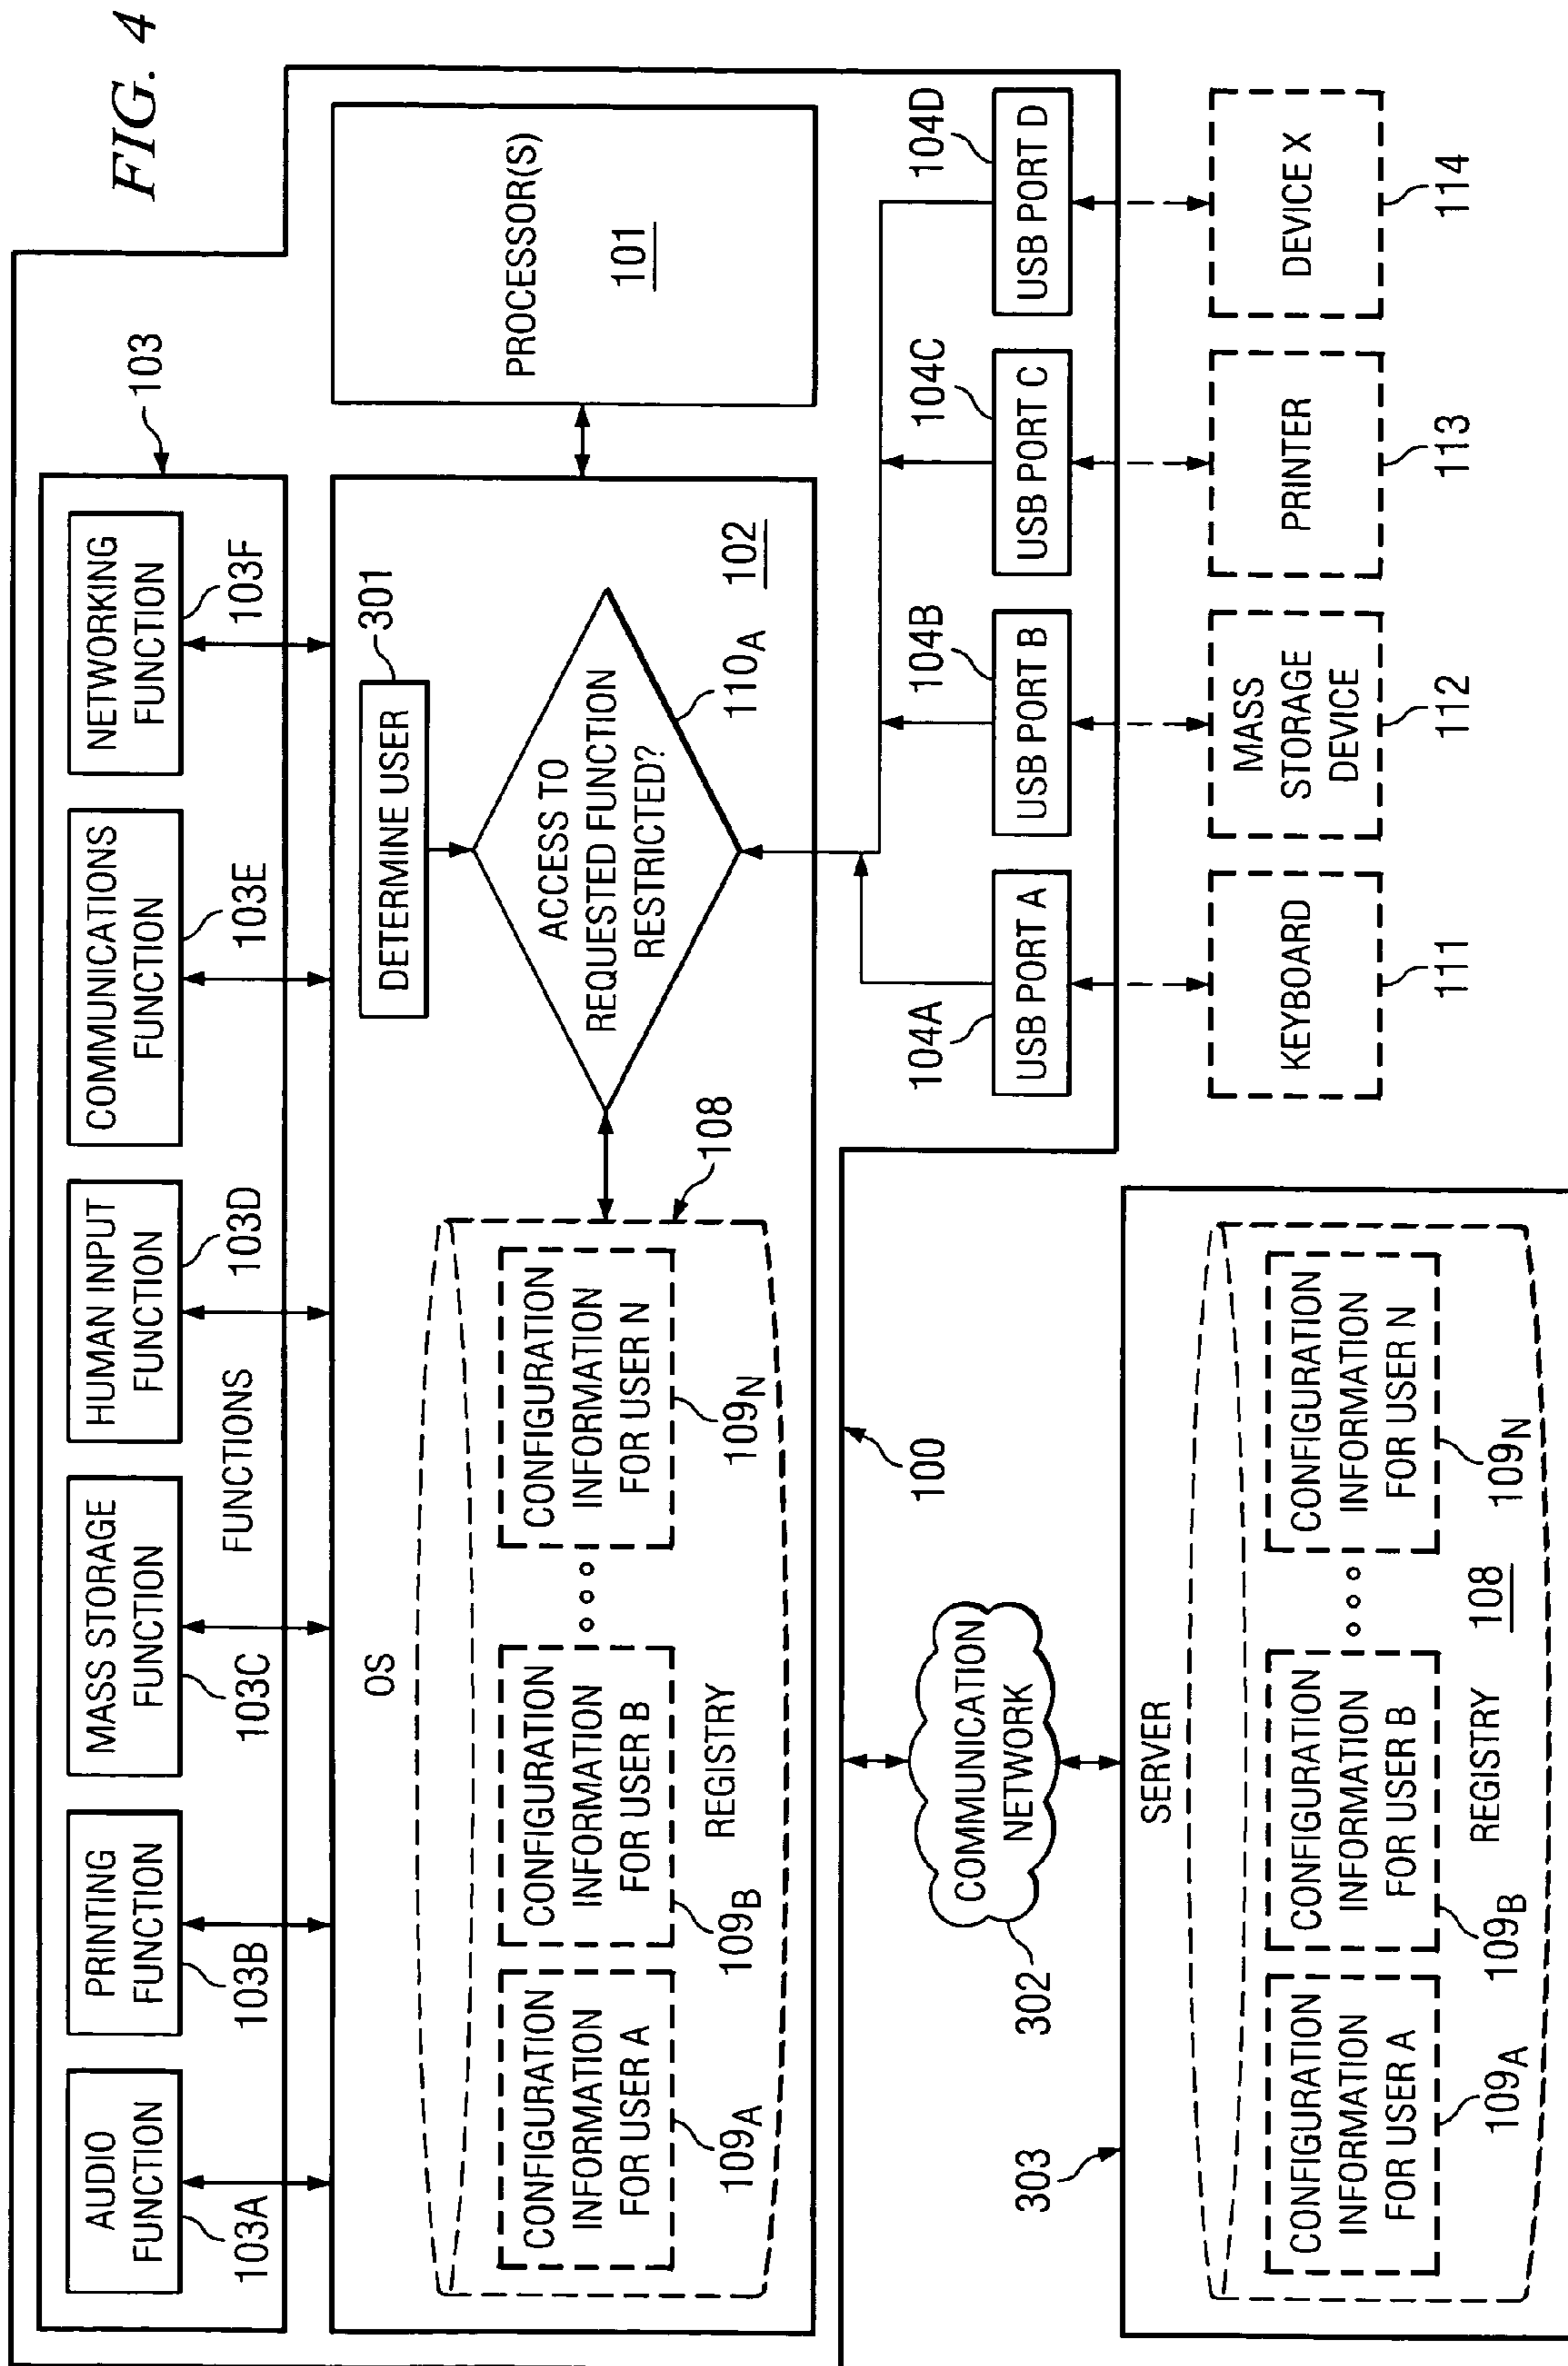 FIG. 4
103
AUDIO
FUNCTION
103A
PRINTING
FUNCTION
103B
MASS STORAGE
FUNCTION
103C
HUMAN INPUT
FUNCTION
103D
COMMUNICATIONS
FUNCTION
103E
NETWORKING
FUNCTION
103F
FUNCTIONS
OS
DETERMINE USER
301
ACCESS TO
REQUESTED FUNCTION
RESTRICTED?
110A
102
PROCESSOR(S)
101
108
CONFIGURATION
INFORMATION
FOR USER A
109A
CONFIGURATION
INFORMATION
FOR USER B
109B
CONFIGURATION
INFORMATION
FOR USER N
109N
REGISTRY
100
104A
USB PORT A
104B
USB PORT B
104C
USB PORT C
104D
USB PORT D
KEYBOARD
111
MASS
STORAGE
DEVICE
112
PRINTER
113
DEVICE X
114
COMMUNICATION
NETWORK
302
303
SERVER
CONFIGURATION
INFORMATION
FOR USER A
109A
CONFIGURATION
INFORMATION
FOR USER B
109B
CONFIGURATION
INFORMATION
FOR USER N
109N
REGISTRY
108